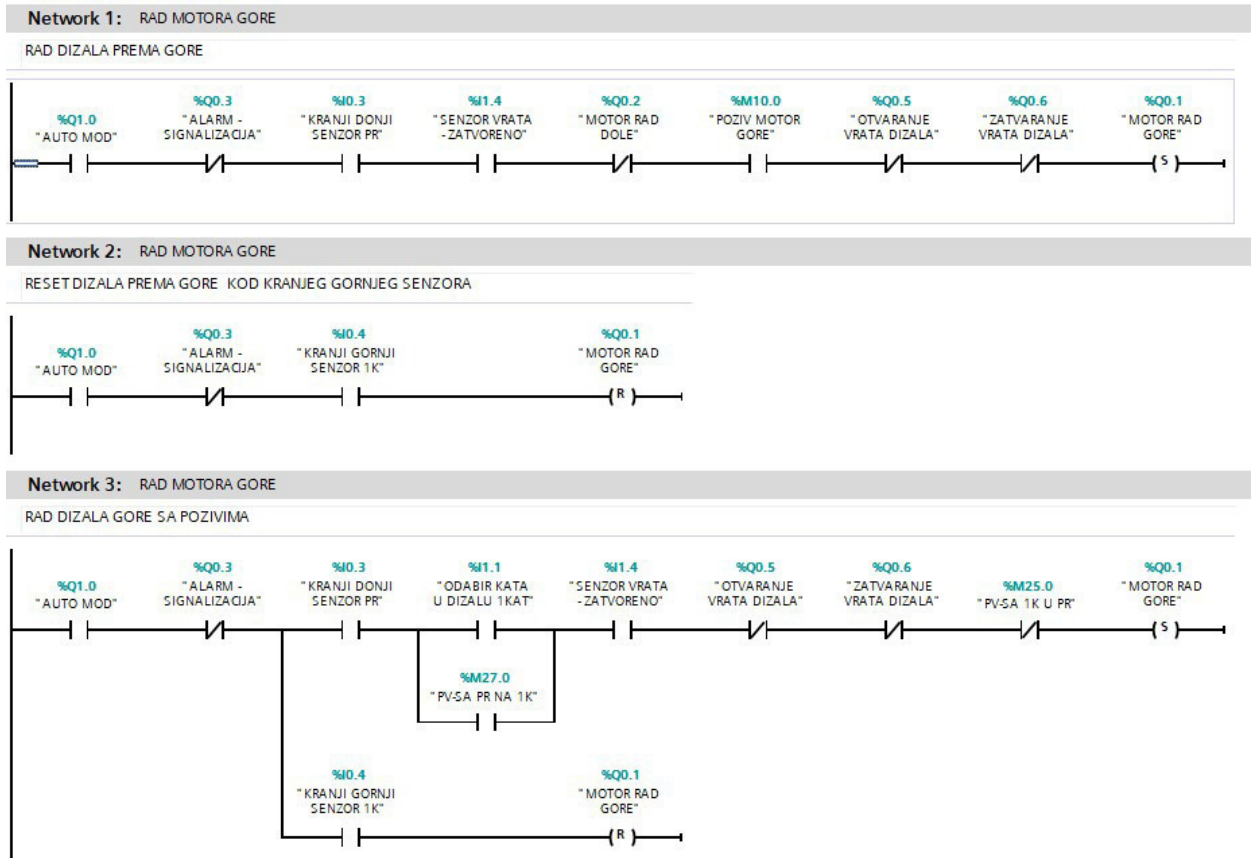 Network 1: RAD MOTORA GORE
RAD DIZALA PREMA GORE
%Q1.0
"AUTO MOD"
%Q0.3
"ALARM -
SIGNALIZACIJA"
%I0.3
"KRANJI DONJI
SENZOR PR"
%I1.4
"SENZOR VRATA
-ZATVORENO"
%Q0.2
"MOTOR RAD
DOLE"
%M10.0
"POZIV MOTOR
GORE"
%Q0.5
"OTVARANJE
VRATA DIZALA"
%Q0.6
"ZATVARANJE
VRATA DIZALA"
%Q0.1
"MOTOR RAD
GORE"
S
Network 2: RAD MOTORA GORE
RESET DIZALA PREMA GORE KOD KRANJEG GORNJEG SENZORA
%Q1.0
"AUTO MOD"
%Q0.3
"ALARM -
SIGNALIZACIJA"
%I0.4
"KRANJI GORNJI
SENZOR 1K"
%Q0.1
"MOTOR RAD
GORE"
R
Network 3: RAD MOTORA GORE
RAD DIZALA GORE SA POZIVIMA
%Q1.0
"AUTO MOD"
%Q0.3
"ALARM -
SIGNALIZACIJA"
%I0.3
"KRANJI DONJI
SENZOR PR"
%I1.1
"ODABIR KATA
U DIZALU 1KAT"
%I1.4
"SENZOR VRATA
-ZATVORENO"
%Q0.5
"OTVARANJE
VRATA DIZALA"
%Q0.6
"ZATVARANJE
VRATA DIZALA"
%M25.0
"PV-SA 1K U PR"
%Q0.1
"MOTOR RAD
GORE"
S
%M27.0
"PV-SA PR NA 1K"
%I0.4
"KRANJI GORNJI
SENZOR 1K"
%Q0.1
"MOTOR RAD
GORE"
R